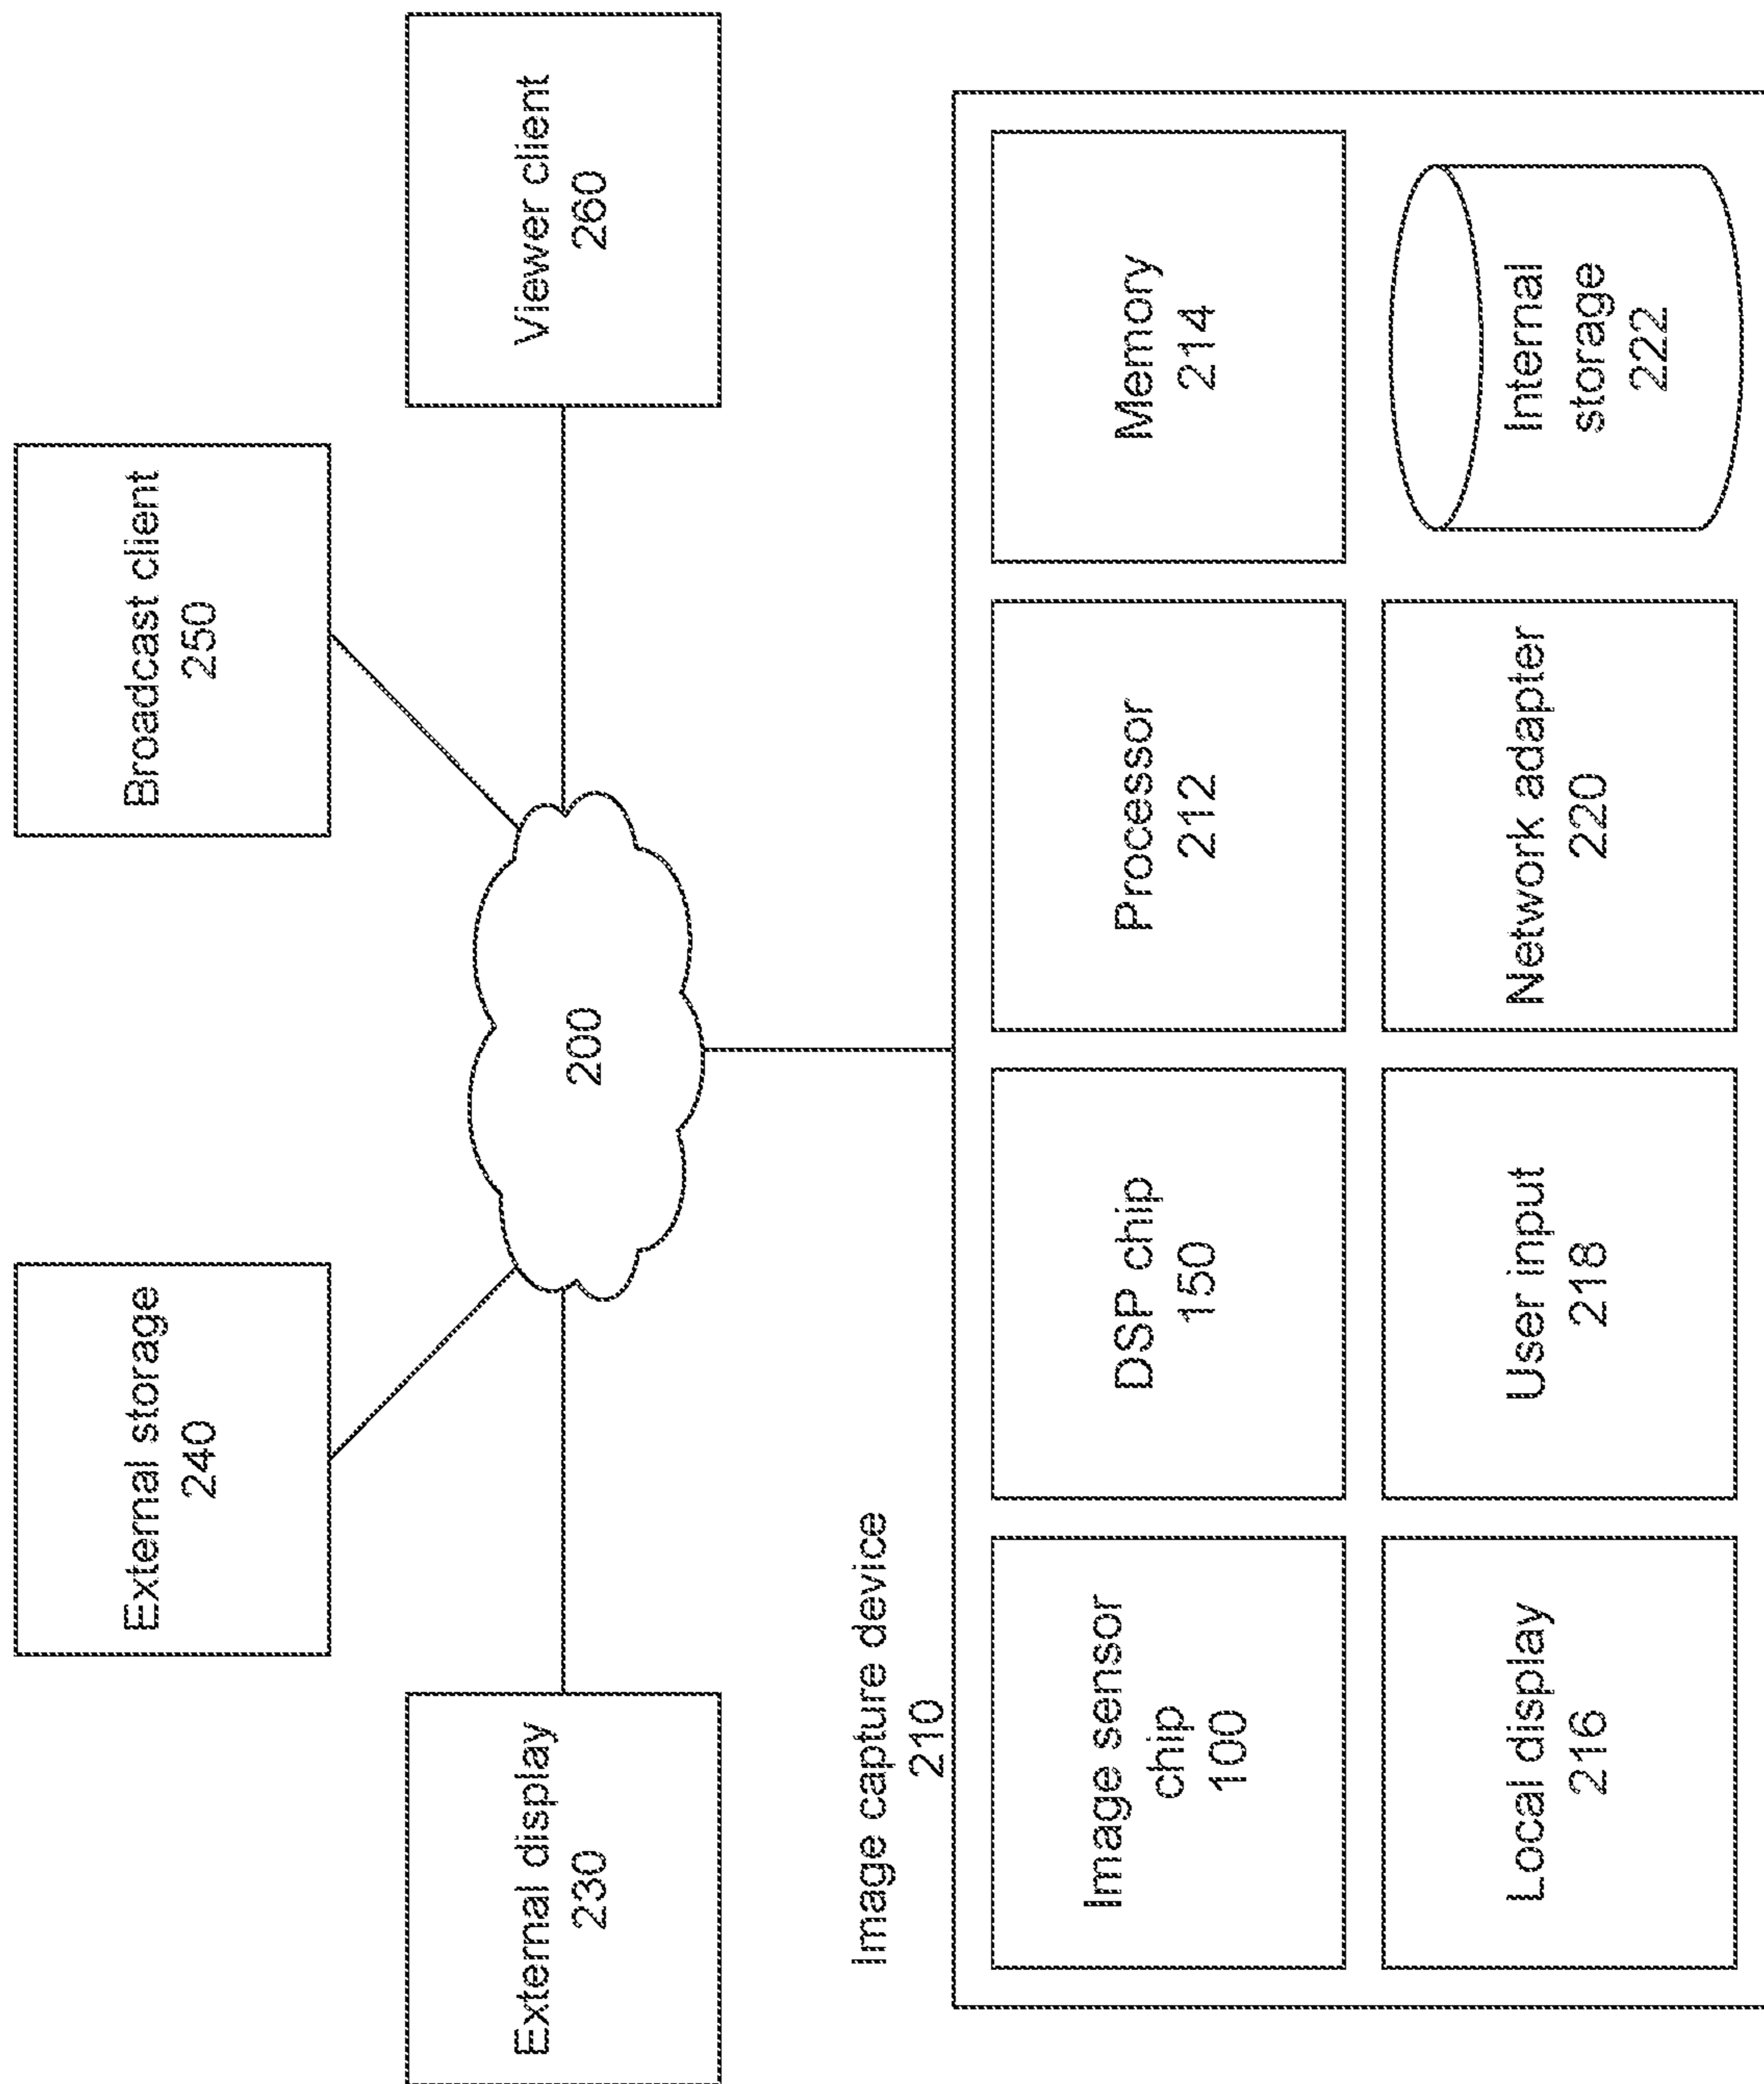 External storage
240
Broadcast client
250
External display
230
200
Viewer client
260
Image capture device
210
Image sensor
chip
100
DSP chip
150
Processor
212
Memory
214
Local display
216
User input
218
Network adapter
220
Internal
storage
222